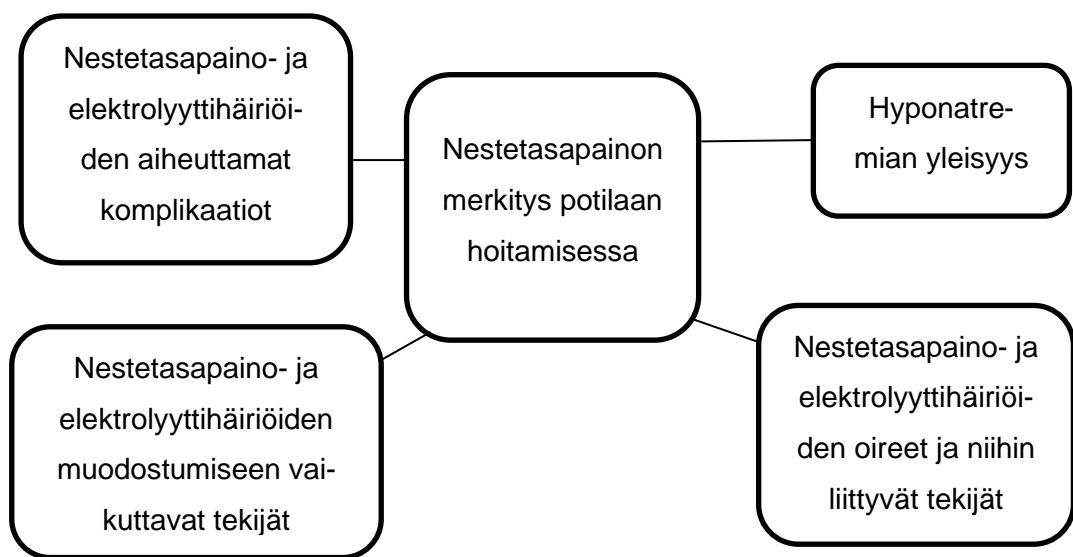 Nestetasapaino- ja
elektrolyyttihäiriöi-
den aiheuttamat
komplikaatiot
Nestetasapainon
merkitys potilaan
hoitamisessa
Hyponatre-
mian yleisyys
Nestetasapaino- ja
elektrolyyttihäiriöiden
muodostumiseen vai-
kuttavat tekijät
Nestetasapaino- ja
elektrolyyttihäiriöi-
den oireet ja niihin
liittyvät tekijät